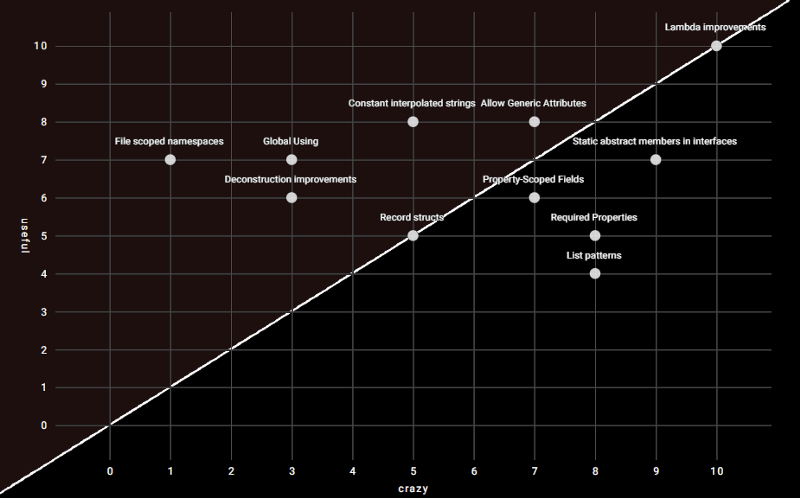 Lambda improvements
10
9
Constant interpolated strings
Allow Generic Attributes
8
File scoped namespaces
Global Using
Static abstract members in interfaces
7
Deconstruction improvements
Property-Scoped Fields
6
Record structs
Required Properties
useful
5
List patterns
4
3
2
1
0
0 1 2 3 4 5 6 7 8 9 10
crazy